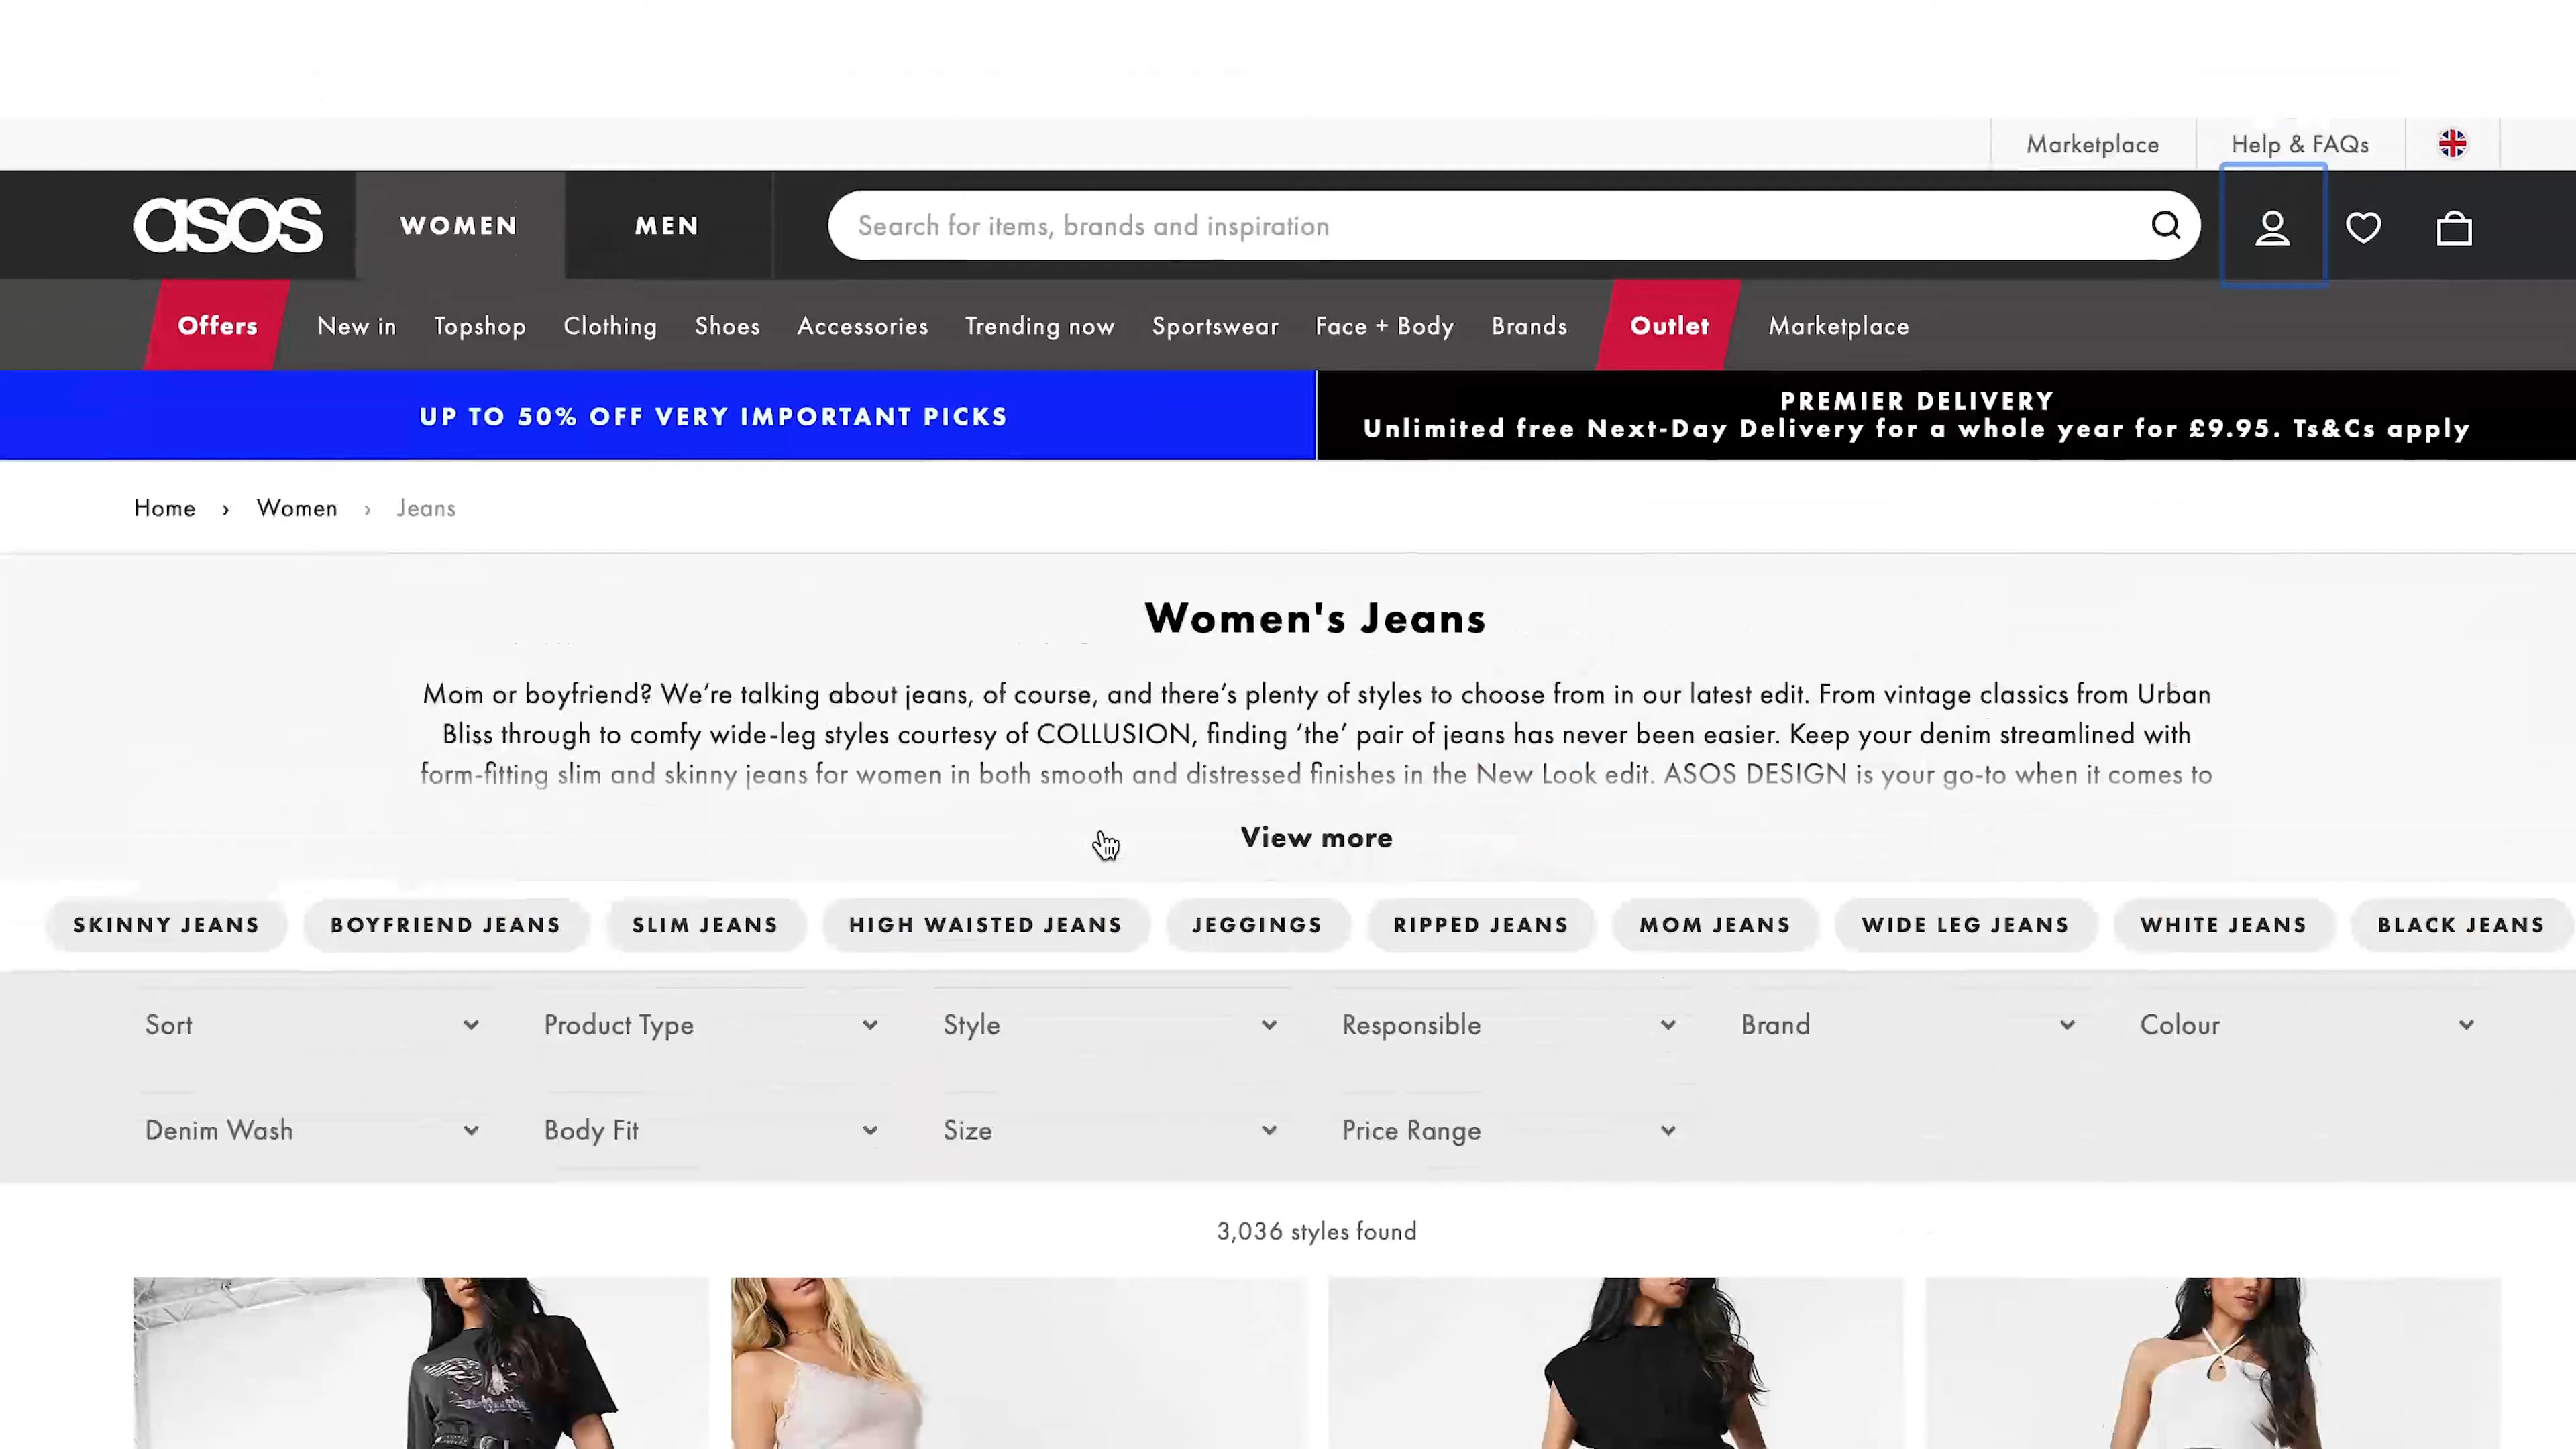 Marketplace
Help & FAQs
asos
WOMEN
MEN
Search for items, brands and inspiration
Offers
New in
Topshop
Clothing
Shoes
Accessories
Trending now
Sportswear
Face + Body
Brands
Outlet
Marketplace
UP TO 50% OFF VERY IMPORTANT PICKS
PREMIER DELIVERY
Unlimited free Next-Day Delivery for a whole year for £9.95. Ts&Cs apply
Home › Women › Jeans
Women's Jeans
Mom or boyfriend? We’re talking about jeans, of course, and there’s plenty of styles to choose from in our latest edit. From vintage classics from Urban
Bliss through to comfy wide-leg styles courtesy of COLLUSION, finding ‘the’ pair of jeans has never been easier. Keep your denim streamlined with
form-fitting slim and skinny jeans for women in both smooth and distressed finishes in the New Look edit. ASOS DESIGN is your go-to when it comes to
View more
SKINNY JEANS
BOYFRIEND JEANS
SLIM JEANS
HIGH WAISTED JEANS
JEGGINGS
RIPPED JEANS
MOM JEANS
WIDE LEG JEANS
WHITE JEANS
BLACK JEANS
Sort
Product Type
Style
Responsible
Brand
Colour
Denim Wash
Body Fit
Size
Price Range
3,036 styles found